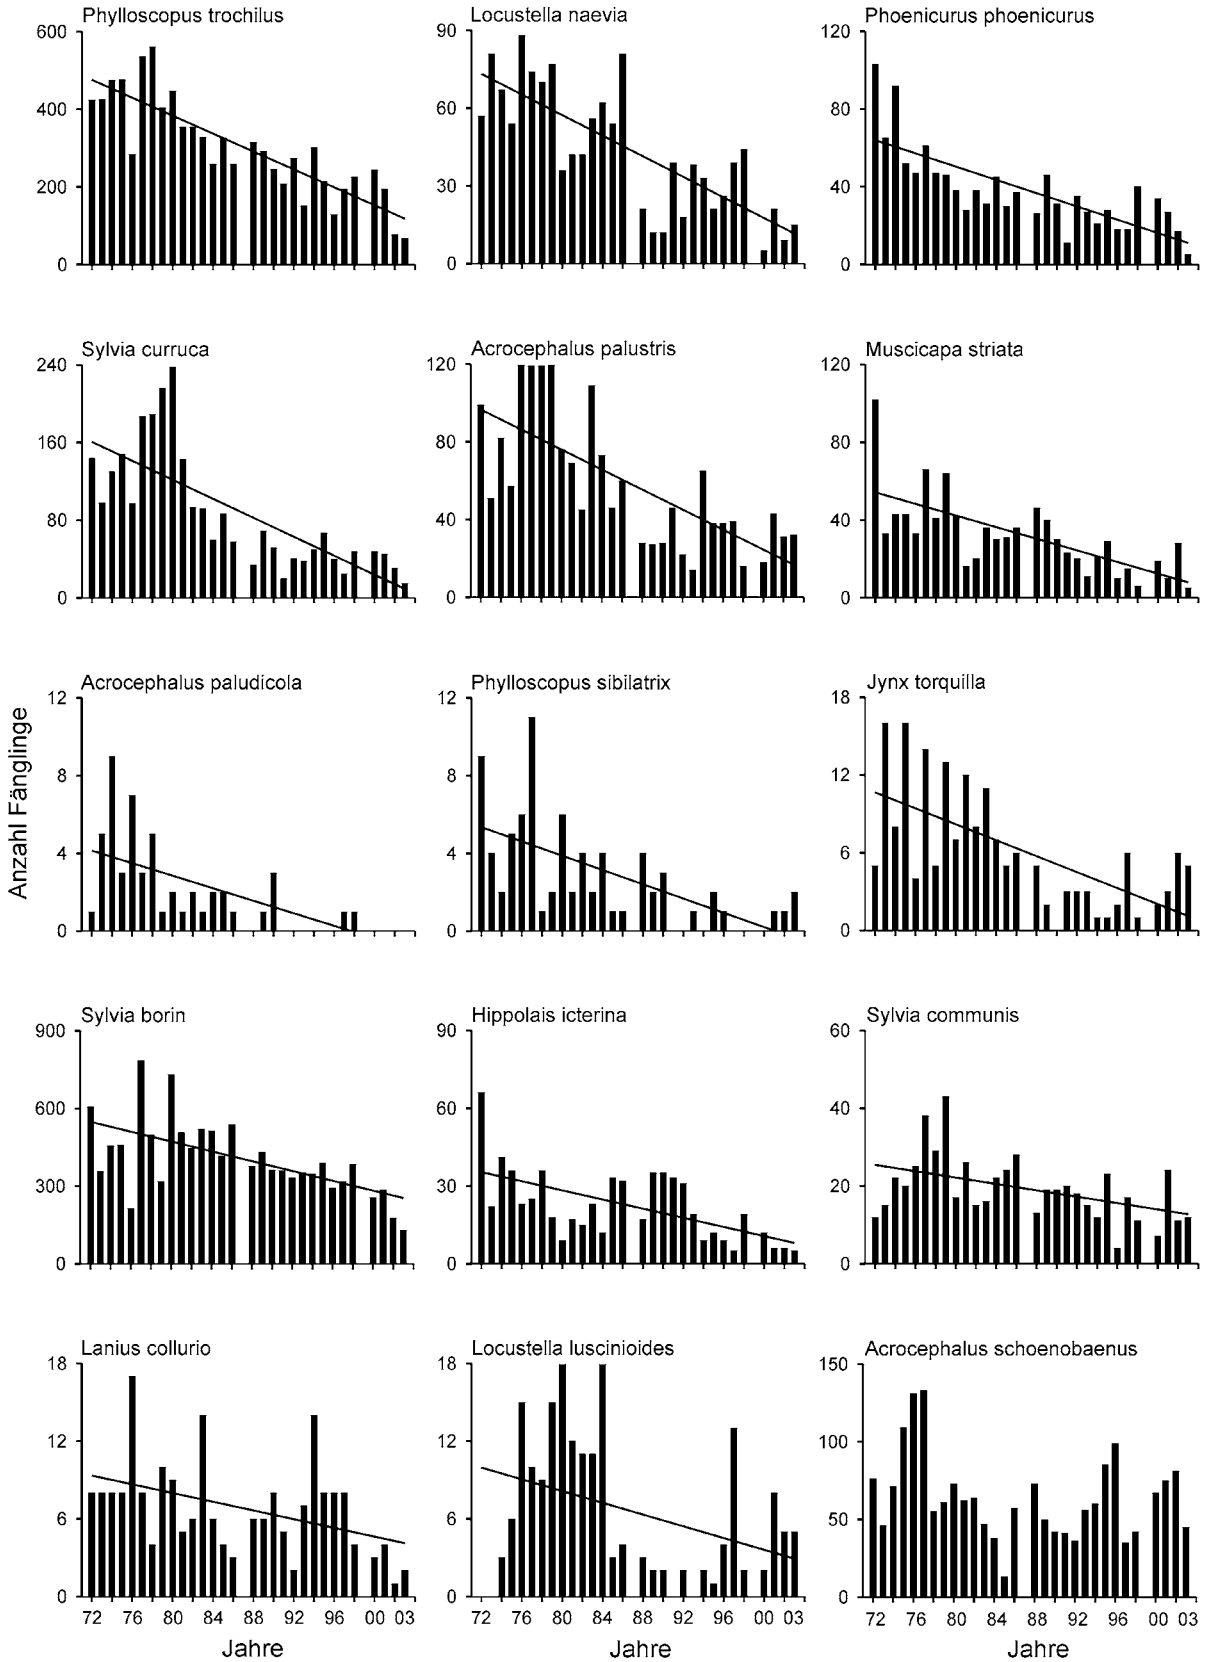 Phylloscopus trochilus
600
400
200
0
Locustella naevia
90
60
30
0
Phoenicurus phoenicurus
120
80
40
0
Sylvia curruca
240
160
80
0
Acrocephalus palustris
120
80
40
0
Muscicapa striata
120
80
40
0
Anzahl Fänglinge
Acrocephalus paludicola
12
8
4
0
Phylloscopus sibilatrix
12
8
4
0
Jynx torquilla
18
12
6
0
Sylvia borin
900
600
300
0
Hippolais icterina
90
60
30
0
Sylvia communis
60
40
20
0
Lanius collurio
18
12
6
0
72 76 80 84 88 92 96 00 03
Jahre
Locustella luscinioides
18
12
6
0
72 76 80 84 88 92 96 00 03
Jahre
Acrocephalus schoenobaenus
150
100
50
0
72 76 80 84 88 92 96 00 03
Jahre